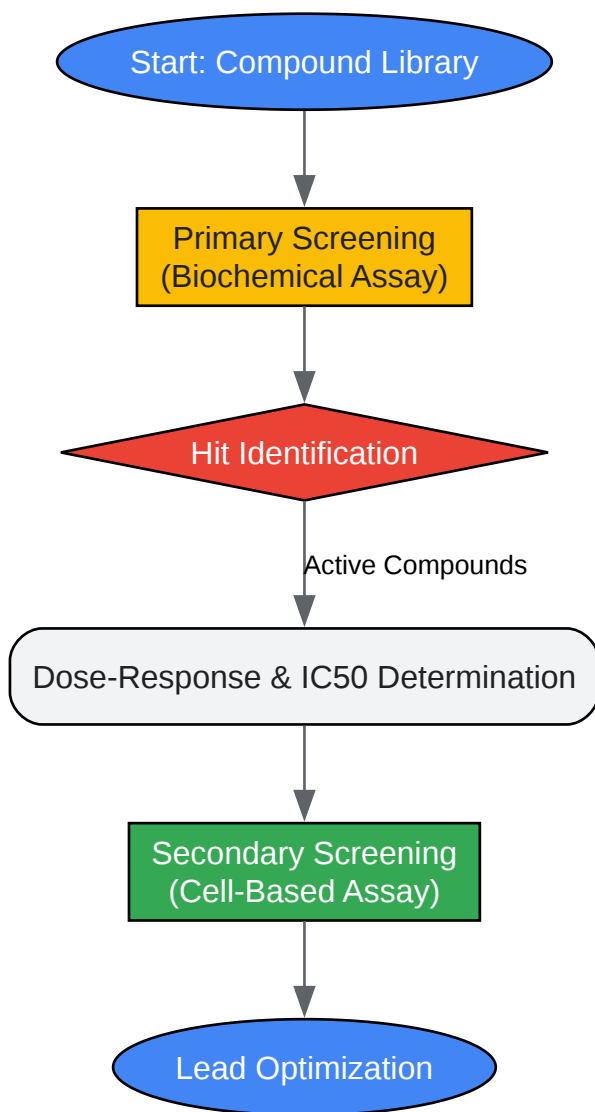 Start: Compound Library
Primary Screening
(Biochemical Assay)
Hit Identification
Active Compounds
Dose-Response & IC50 Determination
Secondary Screening
(Cell-Based Assay)
Lead Optimization